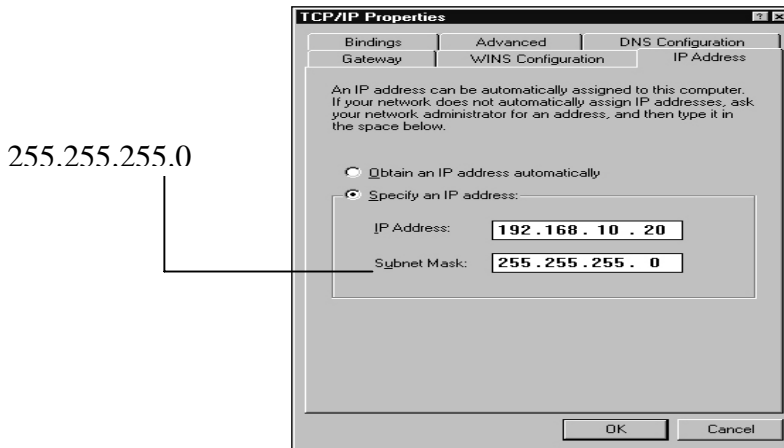 TCP/IP Properties
Bindings Advanced DNS Configuration
Gateway WINS Configuration IP Address
An IP address can be automatically assigned to this computer.
If your network does not automatically assign IP addresses, ask
your network administrator for an address, and then type it in
the space below.
255.255.255.0
Obtain an IP address automatically
Specify an IP address:
IP Address: 192.168.10.20
Subnet Mask: 255.255.255.0
OK Cancel